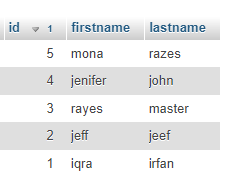 id 1 firstname lastname
5 mona razes
4 jenifer john
3 rayes master
2 jeff jeef
1 iqra irfan